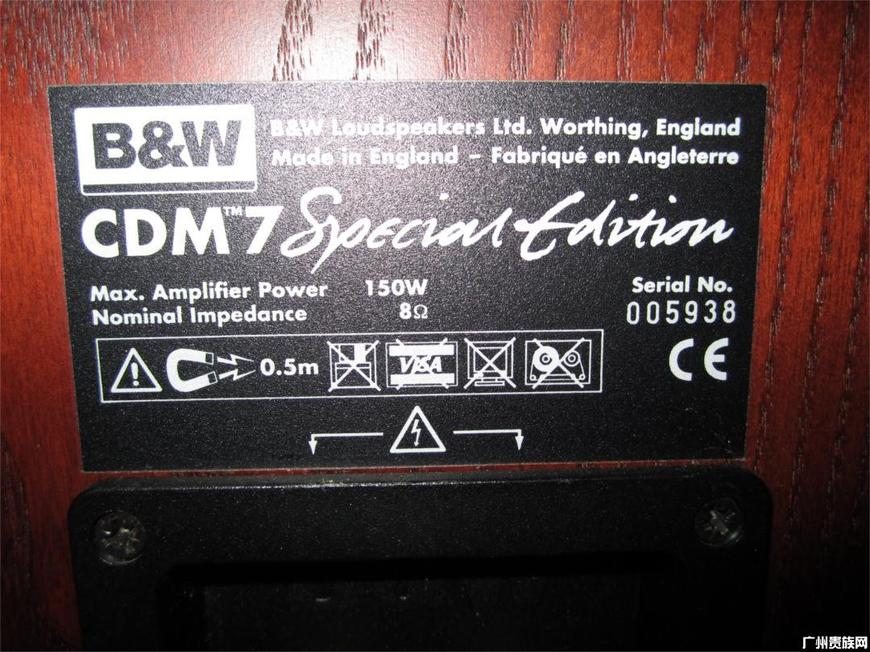 B&W
B&W Loudspeakers Ltd. Worthing, England
Made in England – Fabriqué en Angleterre
CDM™7 Special Edition
Max. Amplifier Power 150W
Nominal Impedance 8Ω
Serial No.
005938
0.5m
VISA
CE
广州贵族网